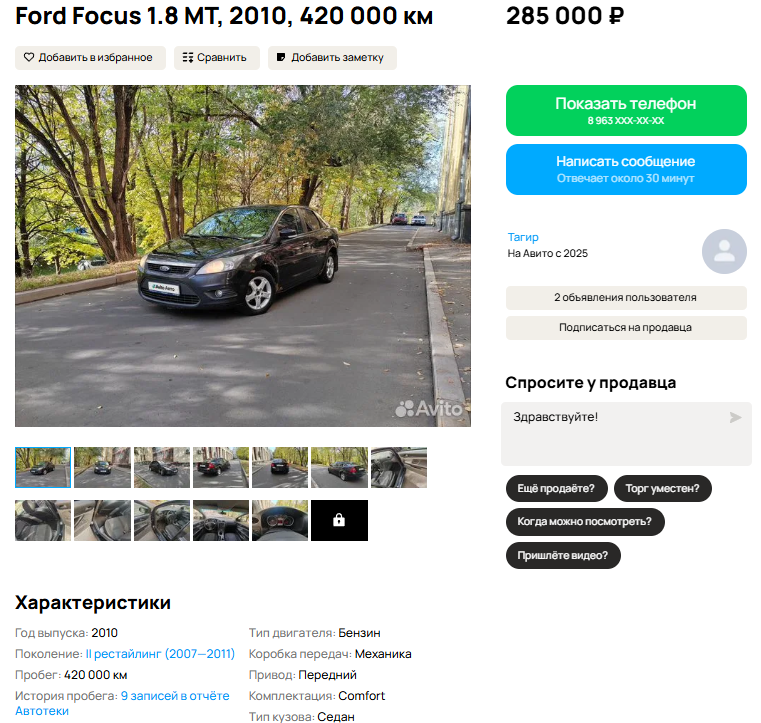 Ford Focus 1.8 MT, 2010, 420 000 км
285 000 ₽
Добавить в избранное
Сравнить
Добавить заметку
Avito
Показать телефон
8 963 XXX-XX-XX
Написать сообщение
Отвечает около 30 минут
Тагир
На Авито с 2025
2 объявления пользователя
Подписаться на продавца
Спросите у продавца
Здравствуйте!
Ещё продаёте?
Торг уместен?
Когда можно посмотреть?
Пришлёте видео?
Характеристики
Год выпуска: 2010
Поколение: II рестайлинг (2007—2011)
Пробег: 420 000 км
История пробега: 9 записей в отчёте
Автотеки
Тип двигателя: Бензин
Коробка передач: Механика
Привод: Передний
Комплектация: Comfort
Тип кузова: Седан